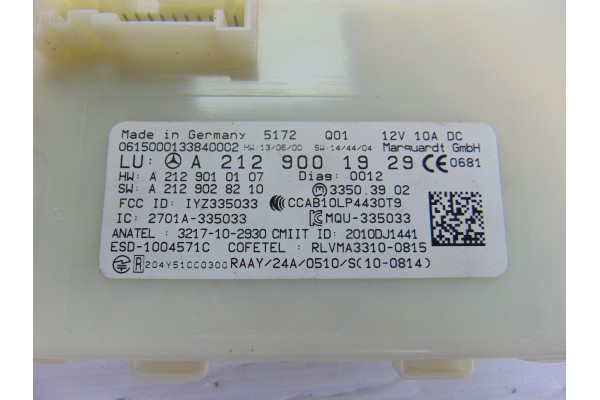 Made in Germany 5172 Q01 12V 10A DC
0615000133840002 HW:13/06/00 SW:14/44/04 Marquardt GmbH
LU: A 212 900 19 29 CE 0681
HW: A 212 901 01 07 Diag: 0012
SW: A 212 902 82 10 3350.3902
FCC ID: IYZ335033 CCAB10LP4430T9
IC: 2701A-335033 MQU-335033
ANATEL : 3217-10-2930 CMIIT ID: 2010DJ1441
ESD-1004571C COFETEL : RLVMA3310-0815
R 204Y51CC0300 RAAY/24A/0510/S(10-0814)